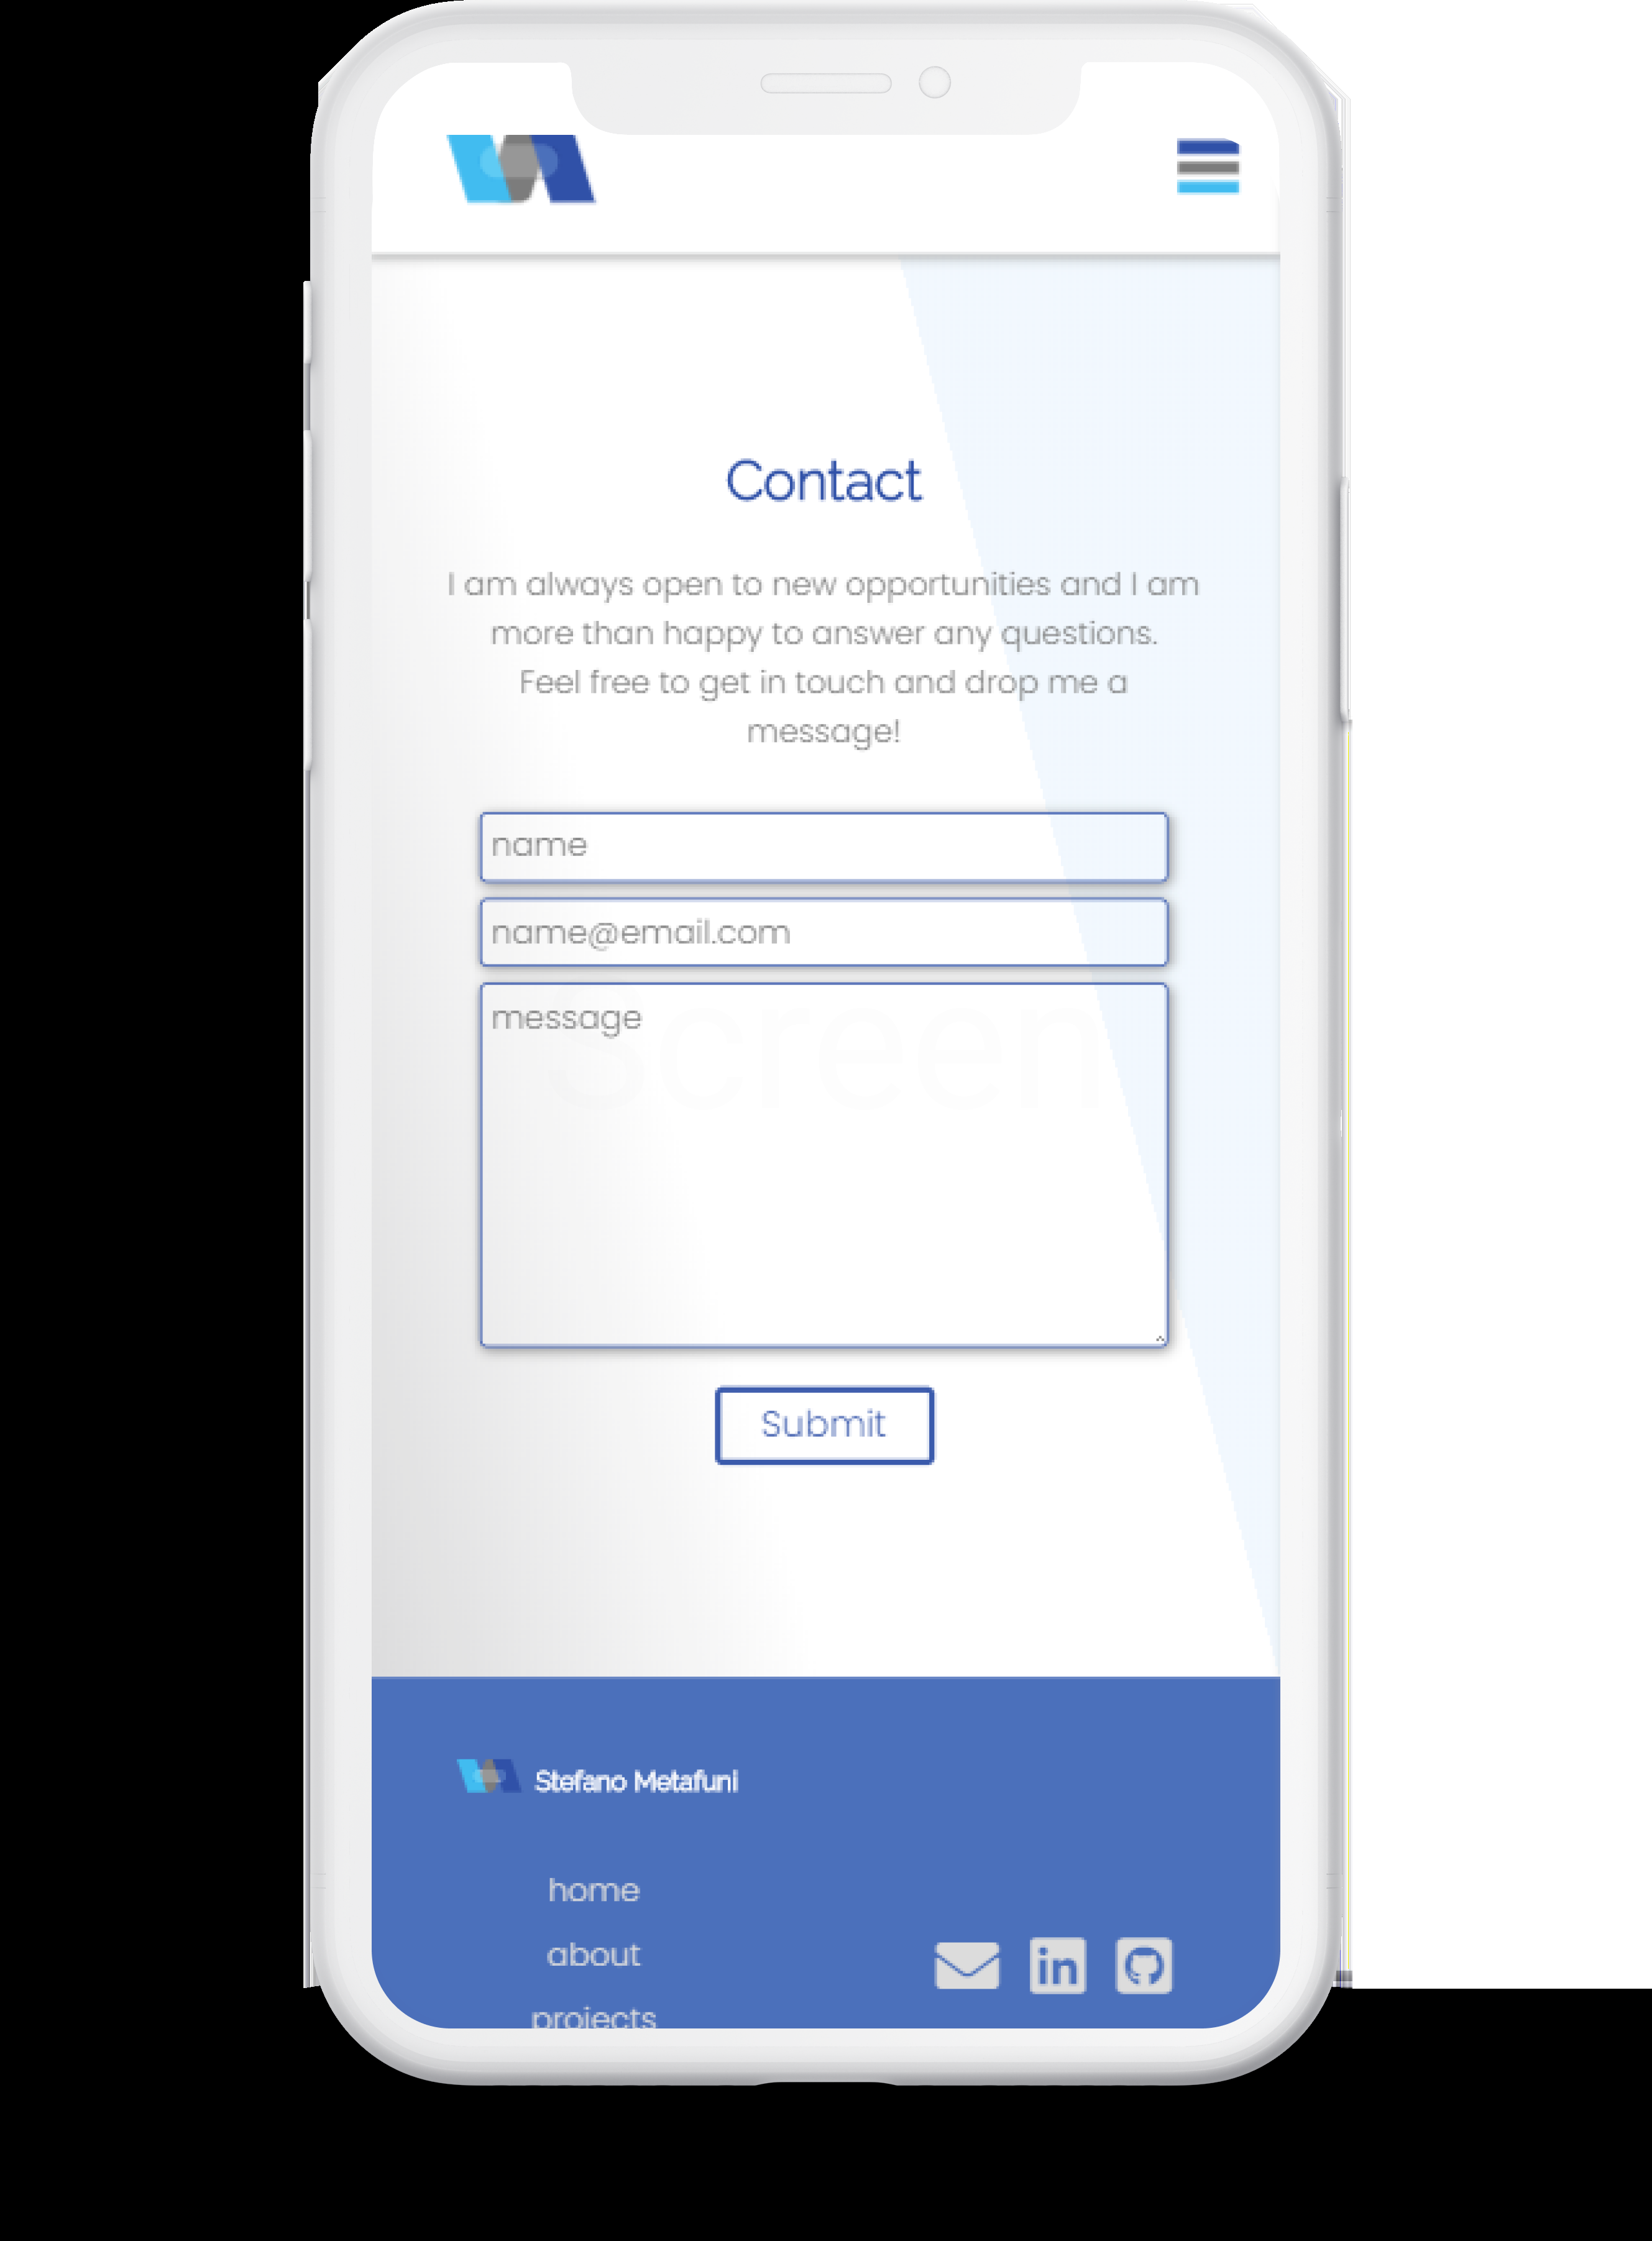 Contact
I am always open to new opportunities and I am
more than happy to answer any questions.
Feel free to get in touch and drop me a
message!
name
name@email.com
message
Screen
Submit
Stefano Metafuni
home
about
in
projects